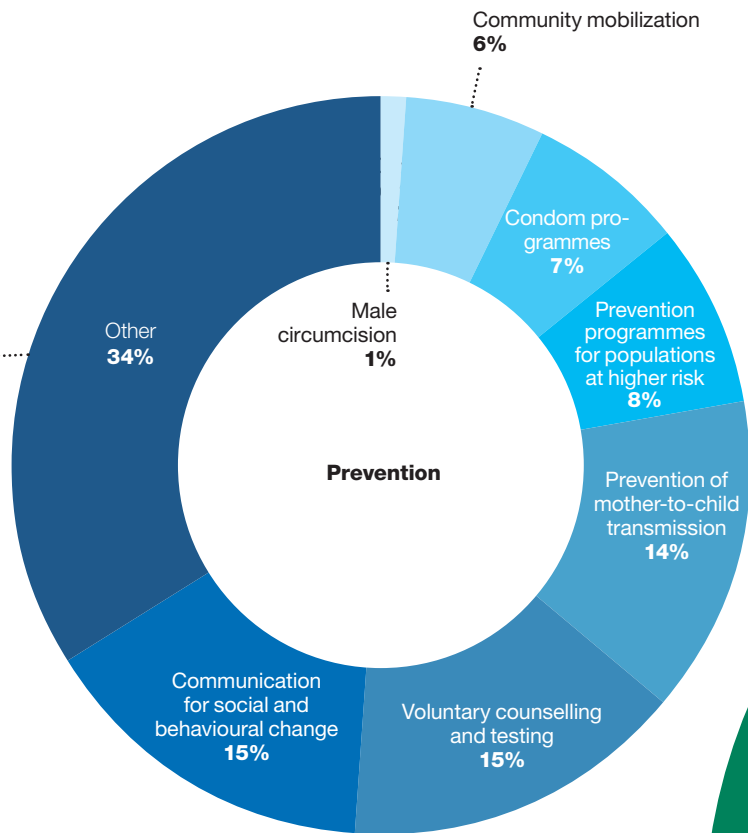 Community mobilization
6%
Condom pro-
grammes
7%
Prevention
programmes
for populations
at higher risk
8%
Prevention of
mother-to-child
transmission
14%
Voluntary counselling
and testing
15%
Communication
for social and
behavioural change
15%
Other
34%
Male
circumcision
1%
Prevention